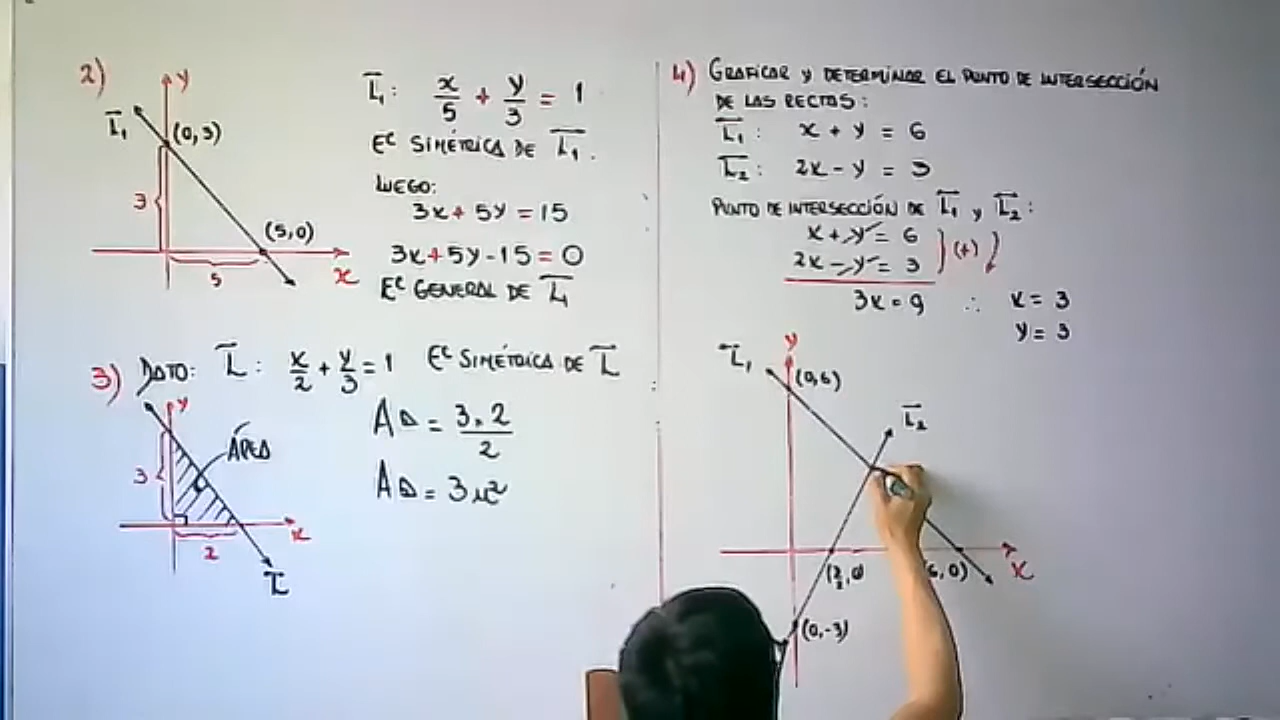 2)
y
L₁
(0,3)
3
(5,0)
5
x
L₁: x/5 + y/3 = 1
Eᶜ SIMÉTRICA DE L₁.
LUEGO:
3x+5y=15
3x+5y-15=0
Eᶜ GENERAL DE L₁
3) DATO: L: x/2 + y/3 = 1 Eᶜ SIMÉTRICA DE L
y
ÁREA
3
2
x
L
A△ = 3.2/2
A△ = 3u²
4) GRAFICAR Y DETERMINAR EL PUNTO DE INTERSECCIÓN
DE LAS RECTAS:
L₁: x + y = 6
L₂: 2x - y = 3
PUNTO DE INTERSECCIÓN DE L₁ y L₂:
x + y = 6
2x - y = 3
(+)
3x = 9 ∴ x = 3
y = 3
y
L₁
(0,6)
L₂
(3/2,0)
(6,0)
x
(0,-3)